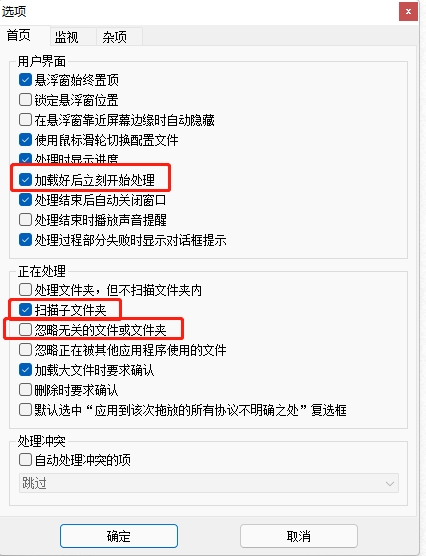 选项
首页 监视 杂项
用户界面
悬浮窗始终置顶
锁定悬浮窗位置
在悬浮窗靠近屏幕边缘时自动隐藏
使用鼠标滑轮切换配置文件
处理时显示进度
加载好后立刻开始处理
处理结束后自动关闭窗口
处理结束时播放声音提醒
处理过程部分失败时显示对话框提示
正在处理
处理文件夹，但不扫描文件夹内
扫描子文件夹
忽略无关的文件或文件夹
忽略正在被其他应用程序使用的文件
加载大文件时要求确认
删除时要求确认
默认选中“应用到该次拖放的所有协议不明确之处”复选框
处理冲突
自动处理冲突的项
跳过
确定 取消